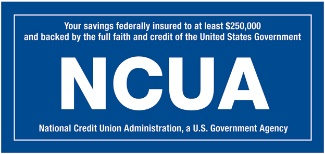 Your savings federally insured to at least $250,000
and backed by the full faith and credit of the United States Government
NCUA
National Credit Union Administration, a U.S. Government Agency